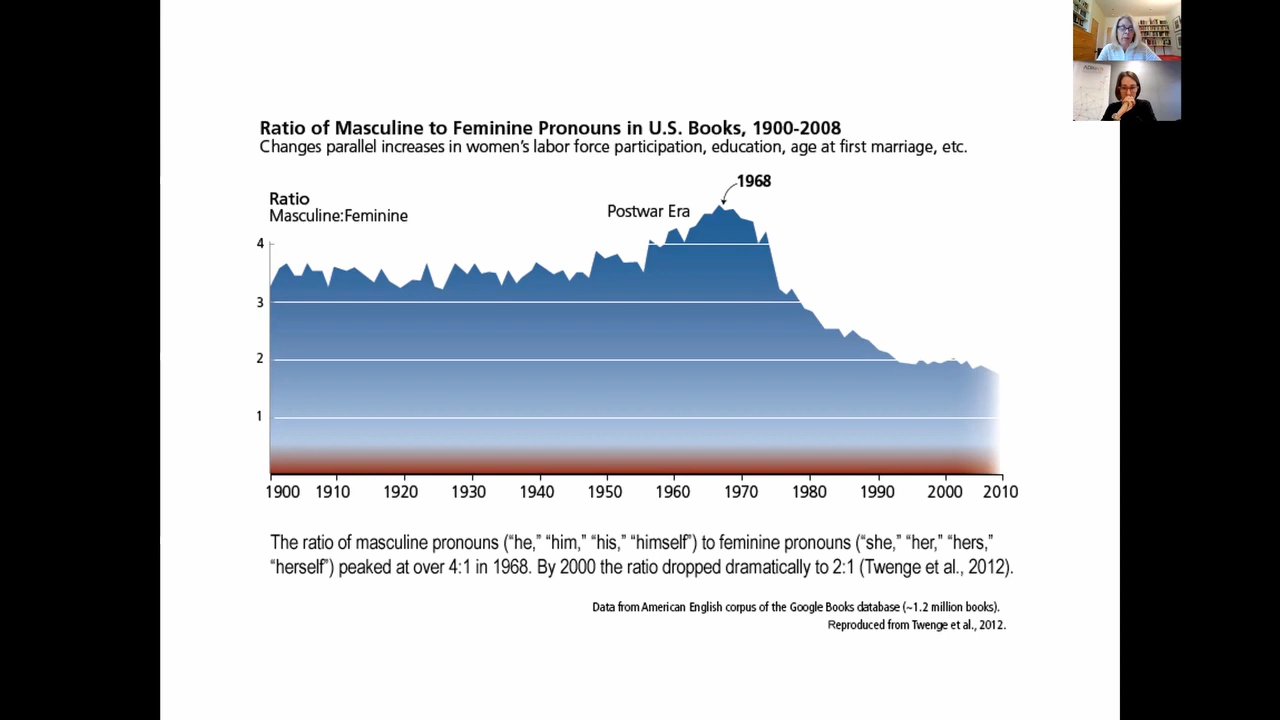 Ratio of Masculine to Feminine Pronouns in U.S. Books, 1900-2008
Changes parallel increases in women's labor force participation, education, age at first marriage, etc.
1968
Ratio
Masculine:Feminine
Postwar Era
4
3
2
1
1900 1910 1920 1930 1940 1950 1960 1970 1980 1990 2000 2010
The ratio of masculine pronouns (“he,” “him,” “his,” “himself”) to feminine pronouns (“she,” “her,” “hers,”
“herself”) peaked at over 4:1 in 1968. By 2000 the ratio dropped dramatically to 2:1 (Twenge et al., 2012).
Data from American English corpus of the Google Books database (~1.2 million books).
Reproduced from Twenge et al., 2012.